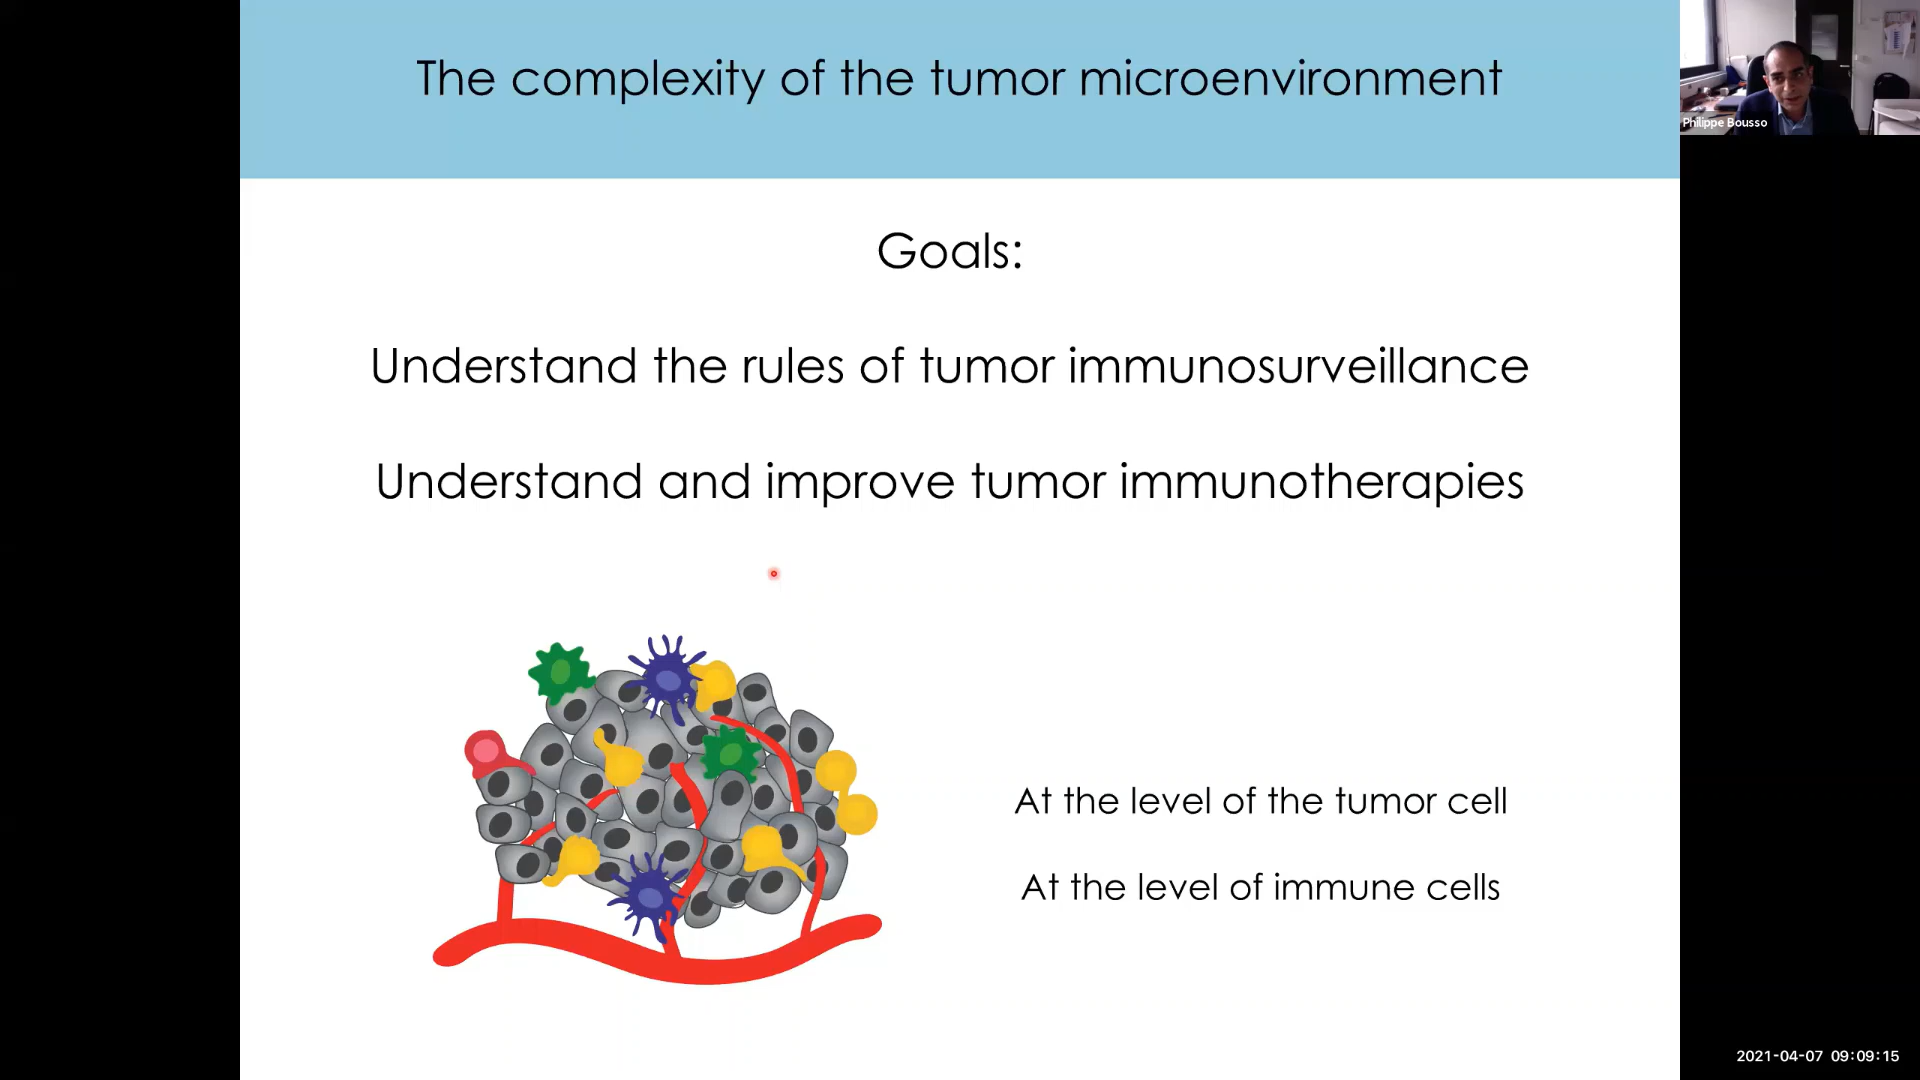 The complexity of the tumor microenvironment
Philippe Bousso
Goals:
Understand the rules of tumor immunosurveillance
Understand and improve tumor immunotherapies
At the level of the tumor cell
At the level of immune cells
2021-04-07 09:09:15